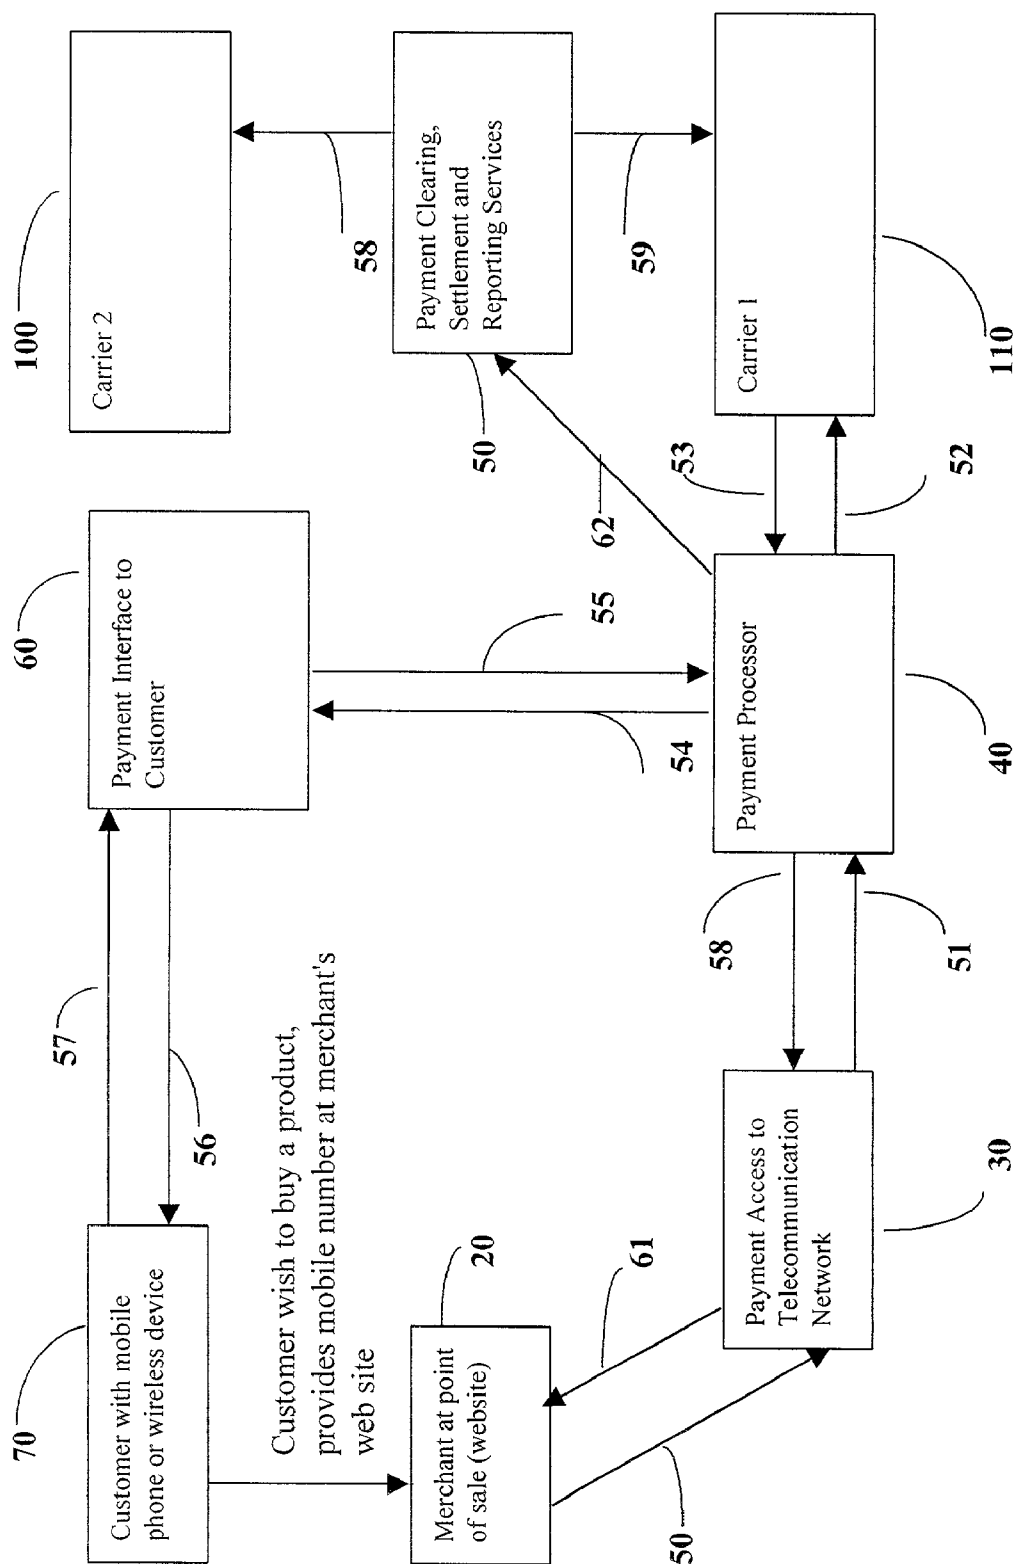 70
Customer with mobile
phone or wireless device
57
56
60
Payment Interface to
Customer
100
Carrier 2
Customer wish to buy a product,
provides mobile number at merchant's
web site
20
Merchant at point
of sale (website)
61
50
54
55
62
50
Payment Clearing,
Settlement and
Reporting Services
58
59
Payment Access to
Telecommunication
Network
30
58
51
Payment Processor
40
53
52
Carrier 1
110